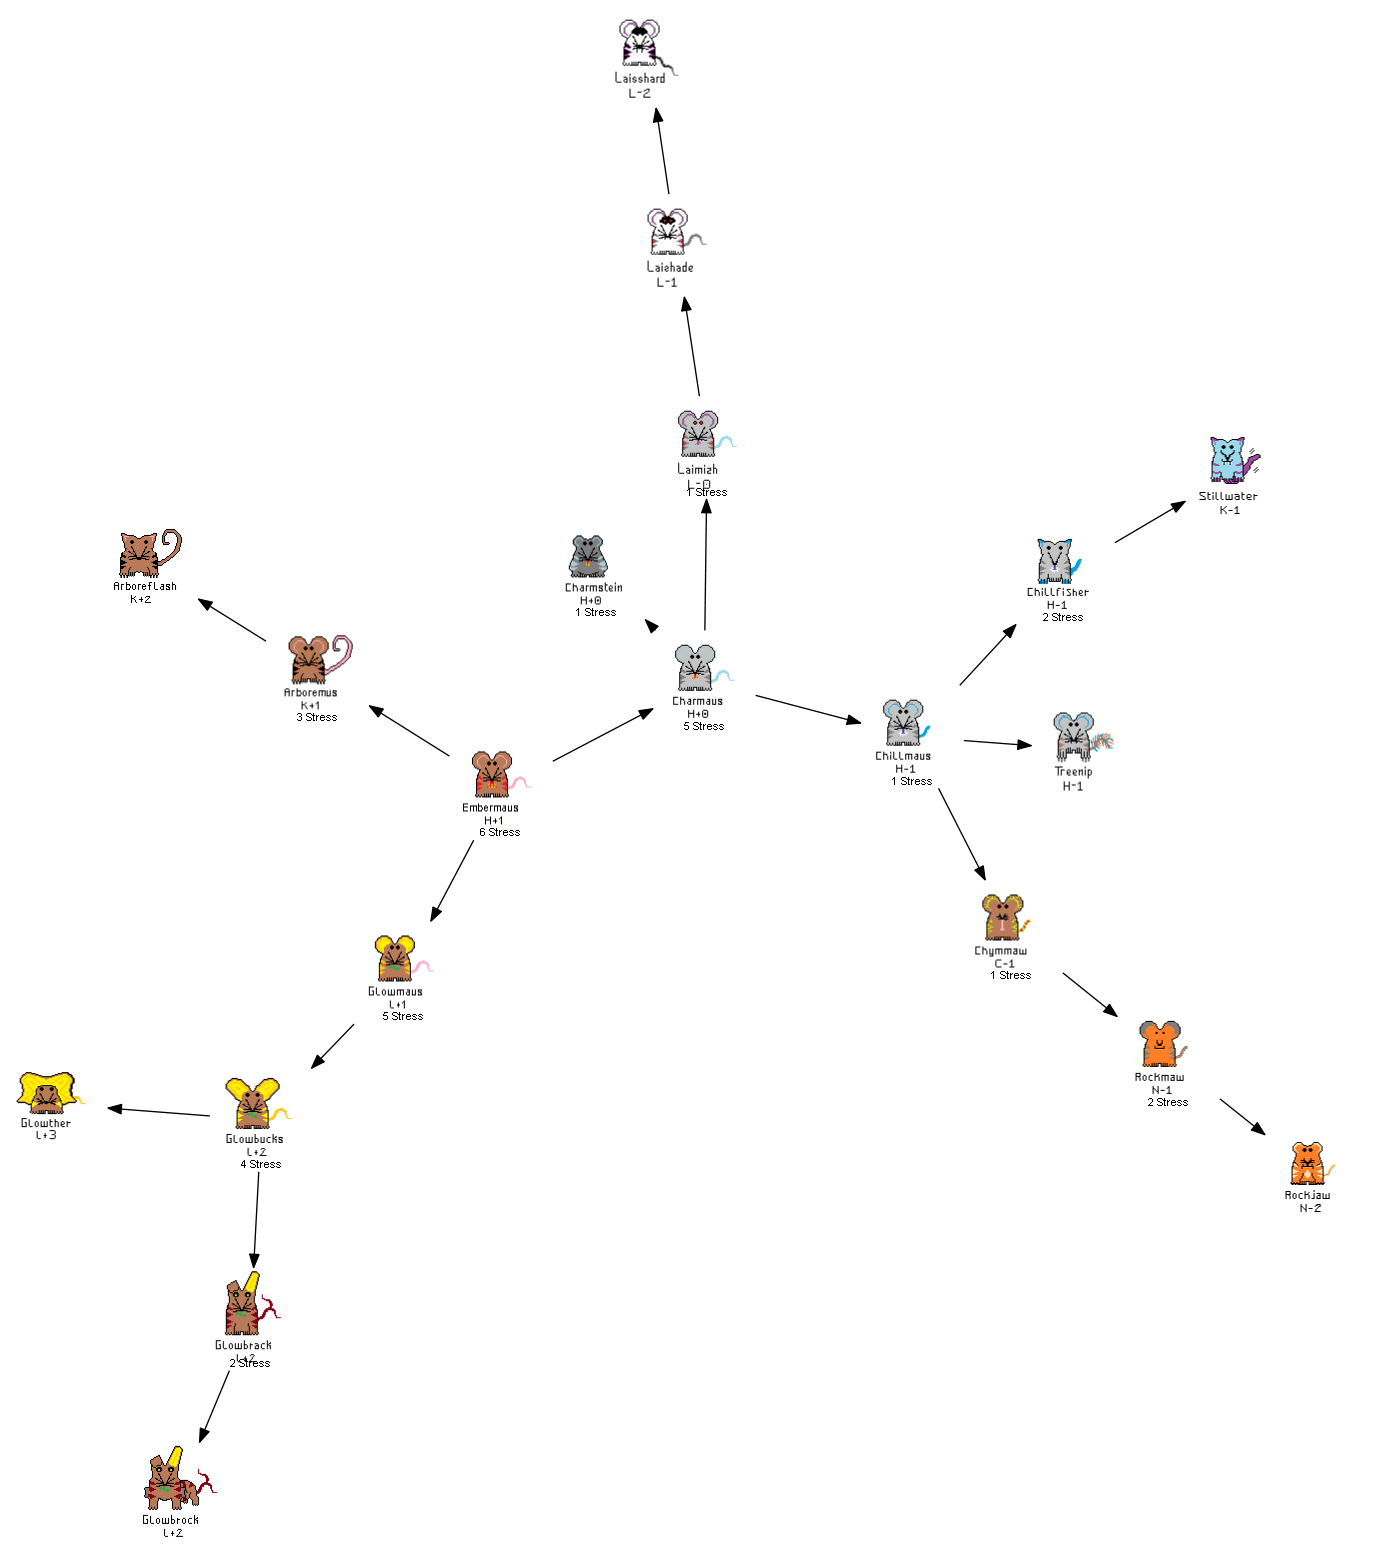 Laisshard
L-2
Laishade
L-1
Laimizh
L-0
1 Stress
Stillwater
K-1
Arboreflash
K+2
Charmstein
H+0
1 Stress
Chillfisher
H-1
2 Stress
Arboremus
K+1
3 Stress
Charmaus
H+0
5 Stress
Chillmaus
H-1
1 Stress
Treenip
H-1
Embermaus
H+1
6 Stress
Chymmaw
C-1
1 Stress
Glowmaus
l+1
5 Stress
Rockmaw
N-1
2 Stress
Glowther
l+3
Glowbucks
l+2
4 Stress
Rockjaw
N-2
Glowbrack
l+2
2 Stress
Glowbrock
l+2